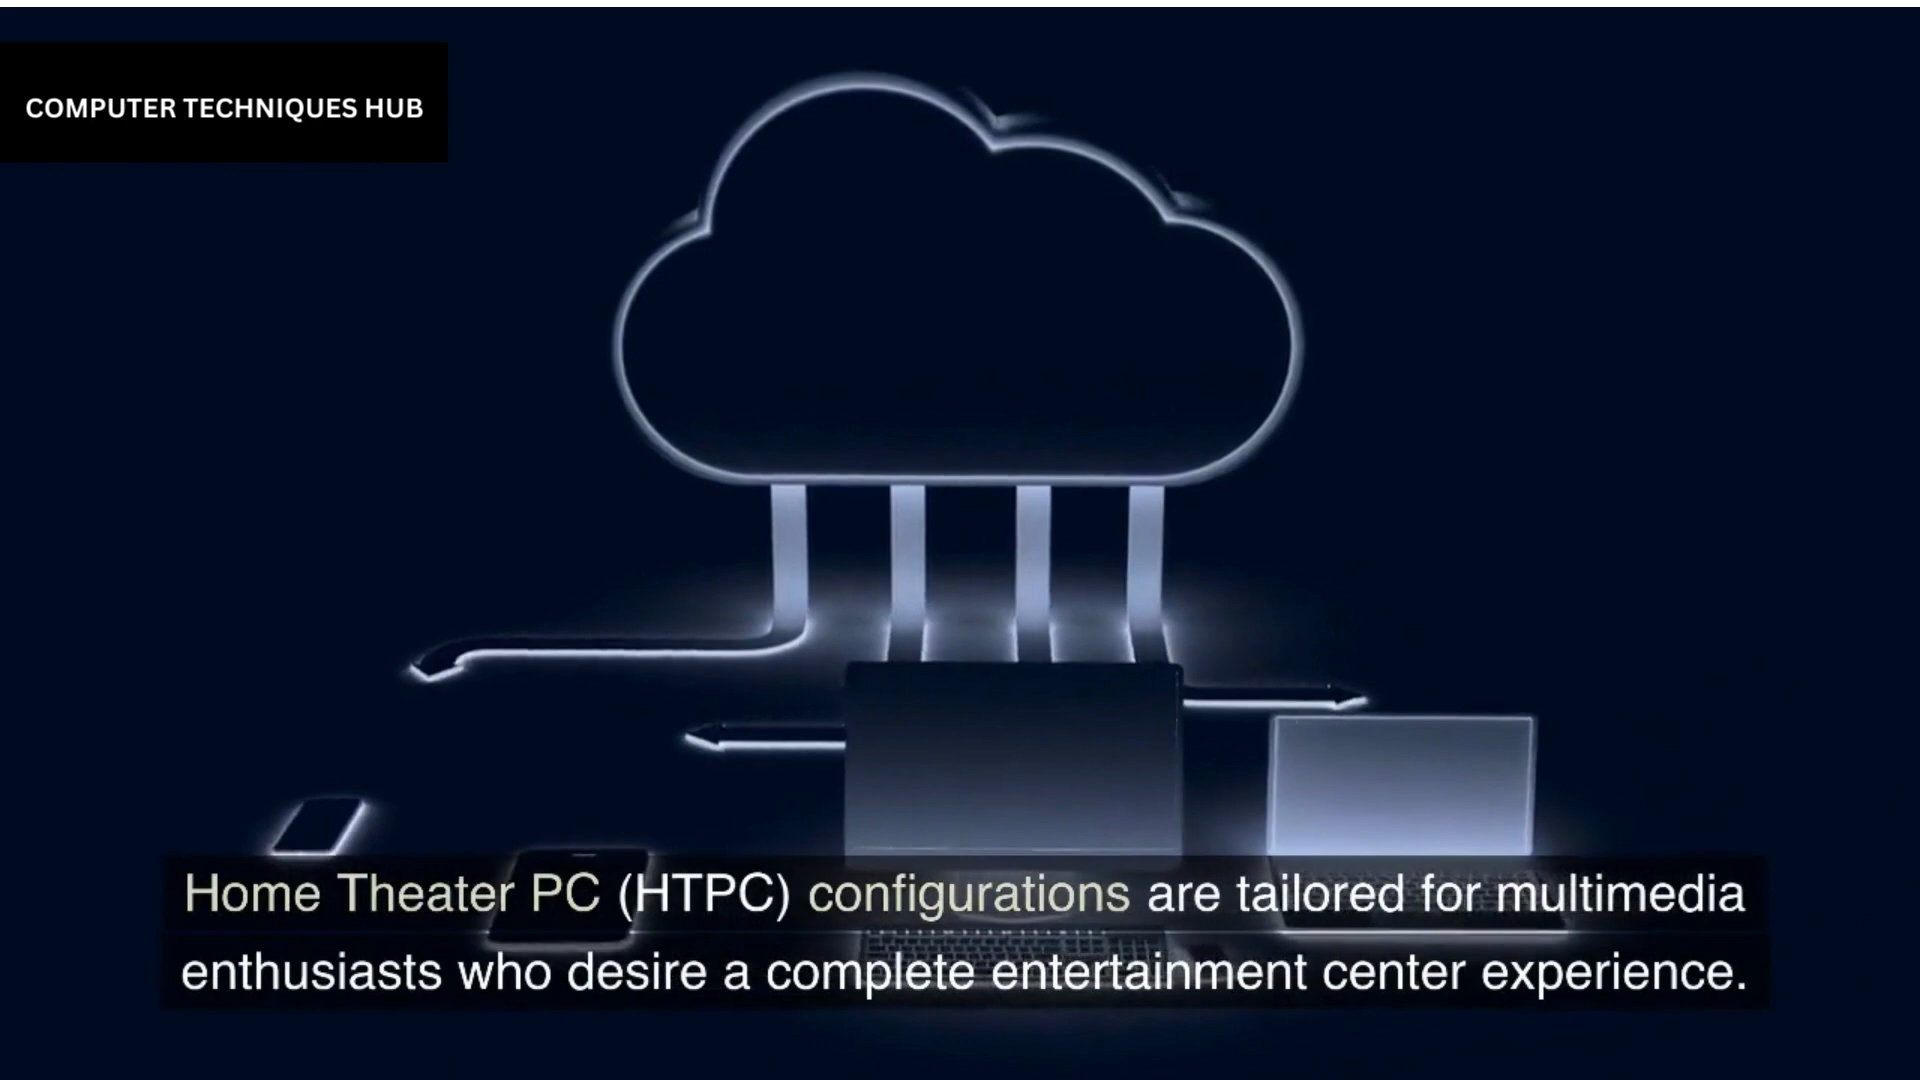 COMPUTER TECHNIQUES HUB
Home Theater PC (HTPC) configurations are tailored for multimedia
enthusiasts who desire a complete entertainment center experience.